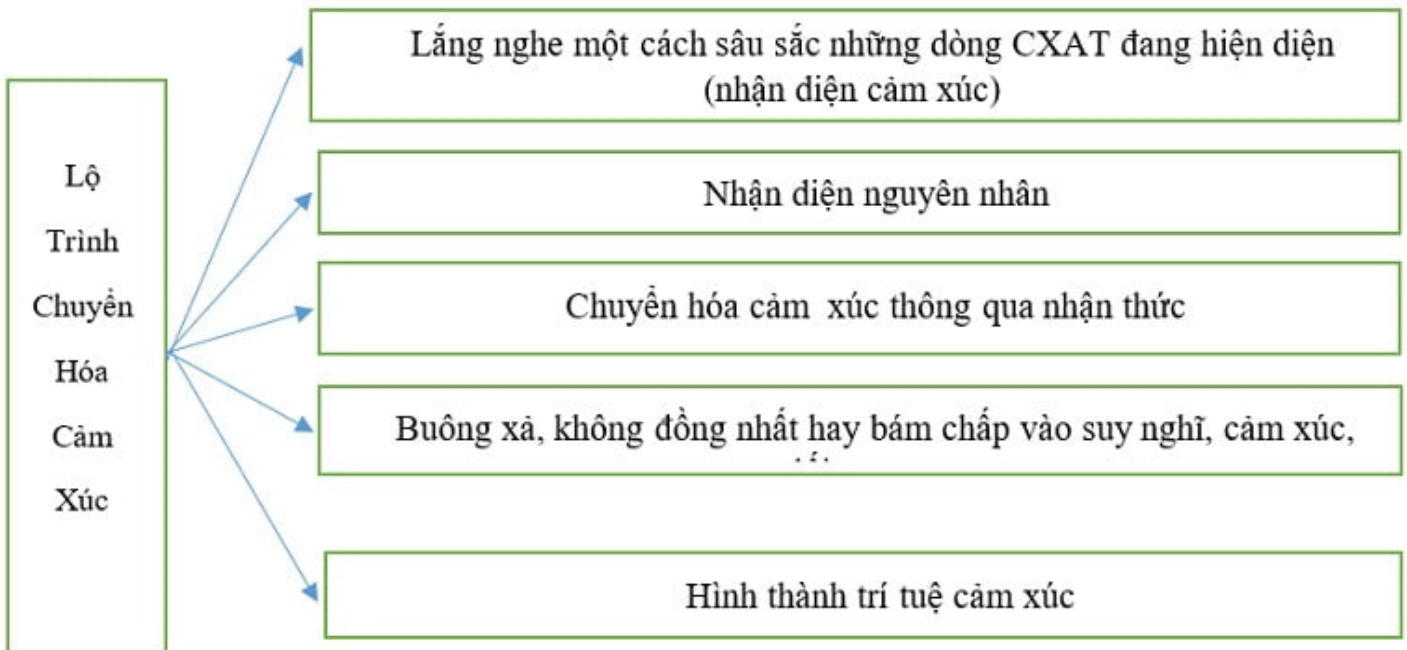 Lộ
Trình
Chuyển
Hóa
Cảm
Xúc
Lắng nghe một cách sâu sắc những dòng CXAT đang hiện diện
(nhận diện cảm xúc)
Nhận diện nguyên nhân
Chuyển hóa cảm xúc thông qua nhận thức
Buông xả, không đồng nhất hay bám chấp vào suy nghĩ, cảm xúc,
Hình thành trí tuệ cảm xúc